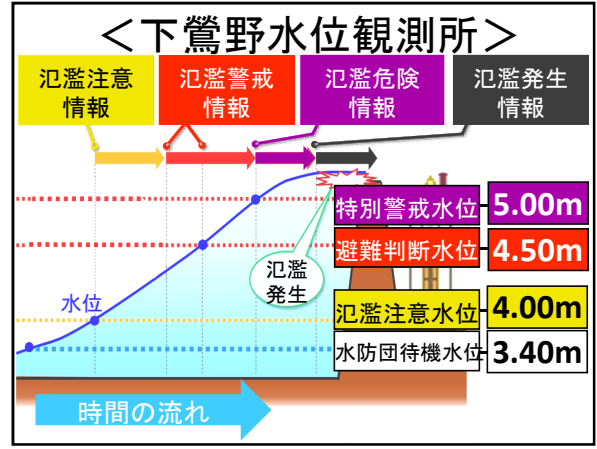 ＜下鶯野水位観測所＞
氾濫注意
情報
氾濫警戒
情報
氾濫危険
情報
氾濫発生
情報
特別警戒水位
5.00m
避難判断水位
4.50m
氾濫
発生
水位
氾濫注意水位
4.00m
水防団待機水位
3.40m
時間の流れ